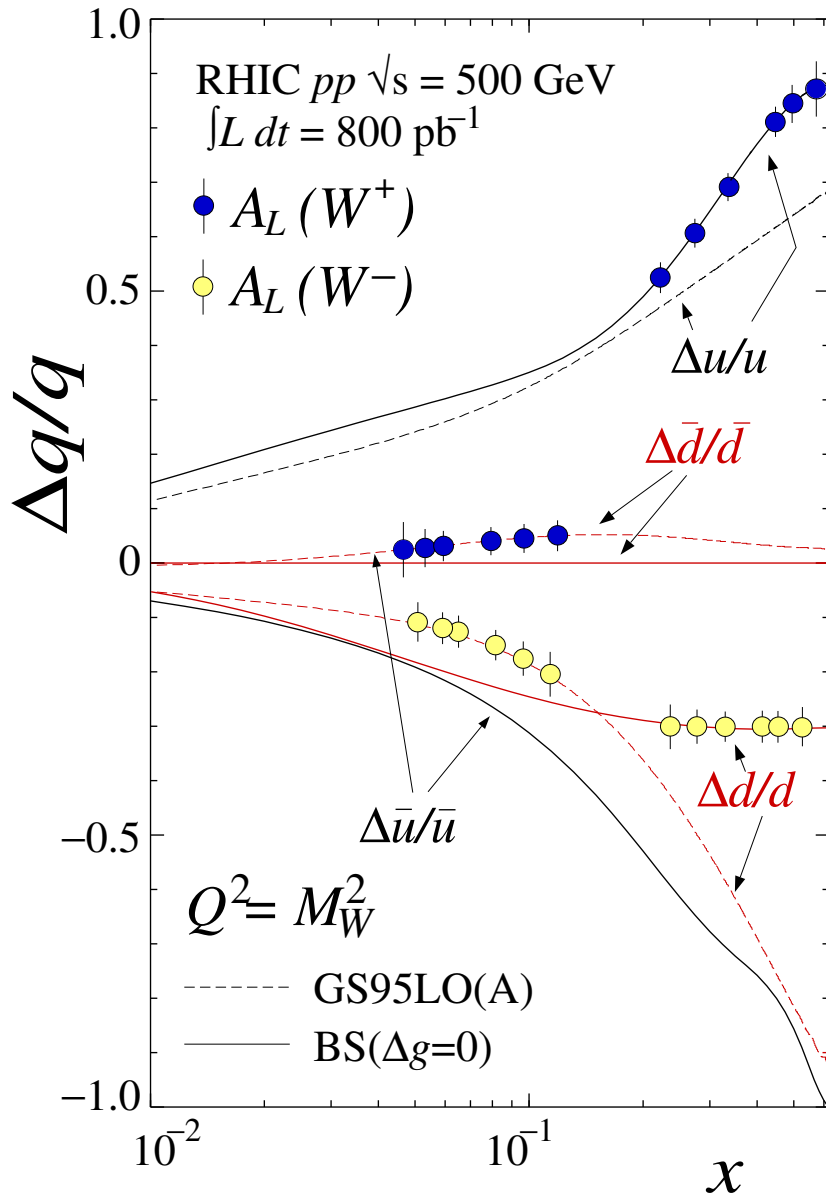 1.0
RHIC pp √s = 500 GeV
∫L dt = 800 pb⁻¹
A_L (W⁺)
A_L (W⁻)
0.5
Δu/u
Δq/q
Δd̄/d̄
0
Δd/d
Δū/ū
−0.5
Q² = M_W²
GS95LO(A)
BS(Δg=0)
−1.0
10⁻²
10⁻¹
x